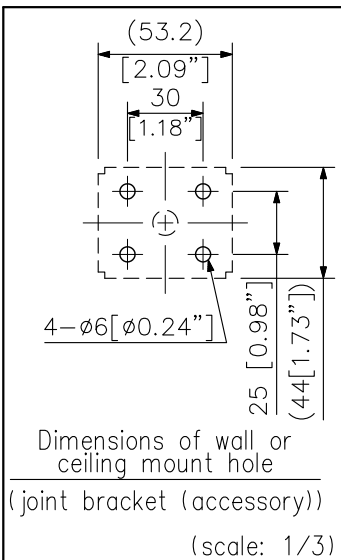 (53.2)
[2.09”]
30
[1.18”]
4-ø6[ø0.24”]
25 [0.98”]
(44[1.73”])
Dimensions of wall or
ceiling mount hole
(joint bracket (accessory))
(scale: 1/3)